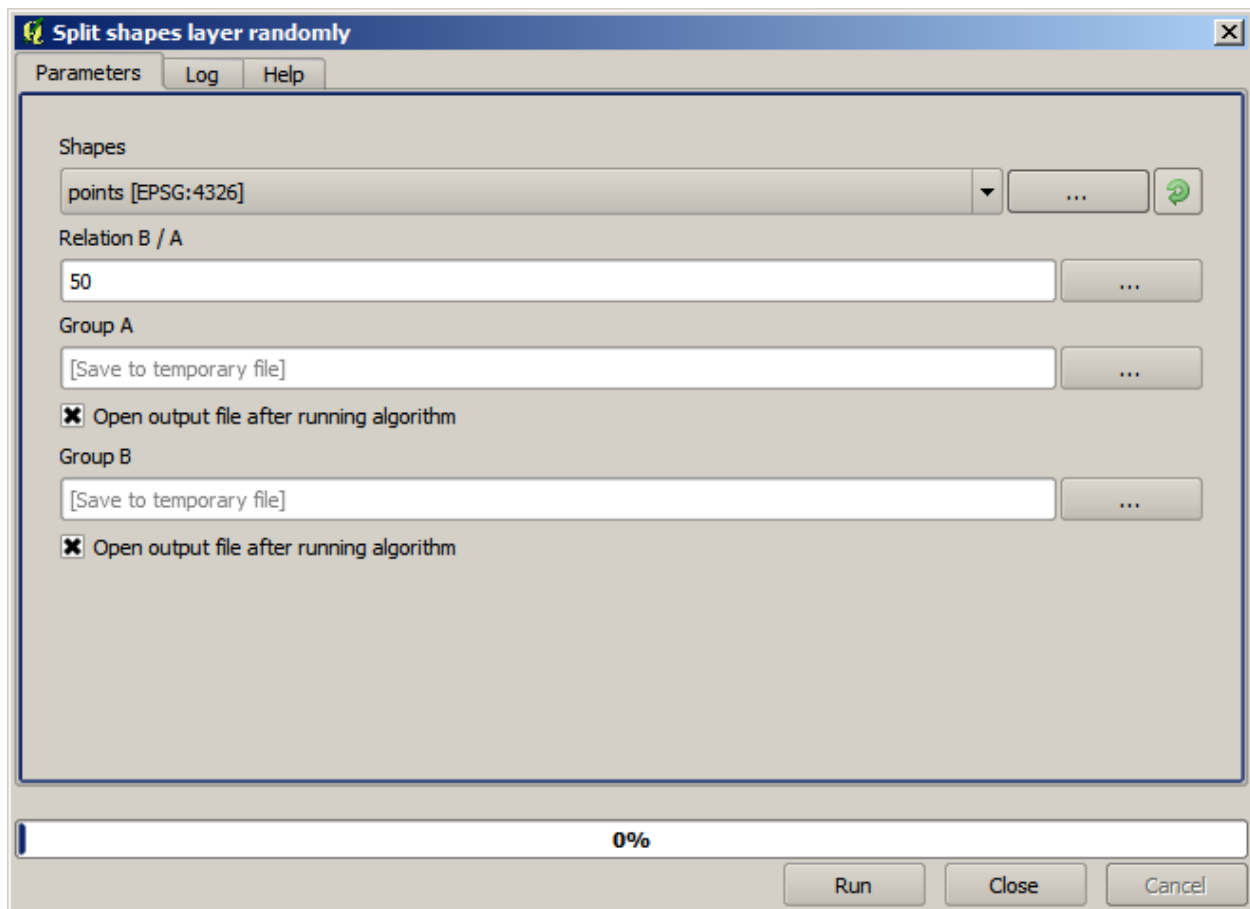 Split shapes layer randomly
Parameters Log Help
Shapes
points [EPSG:4326] ...
Relation B / A
50 ...
Group A
[Save to temporary file] ...
Open output file after running algorithm
Group B
[Save to temporary file] ...
Open output file after running algorithm
0%
Run Close Cancel